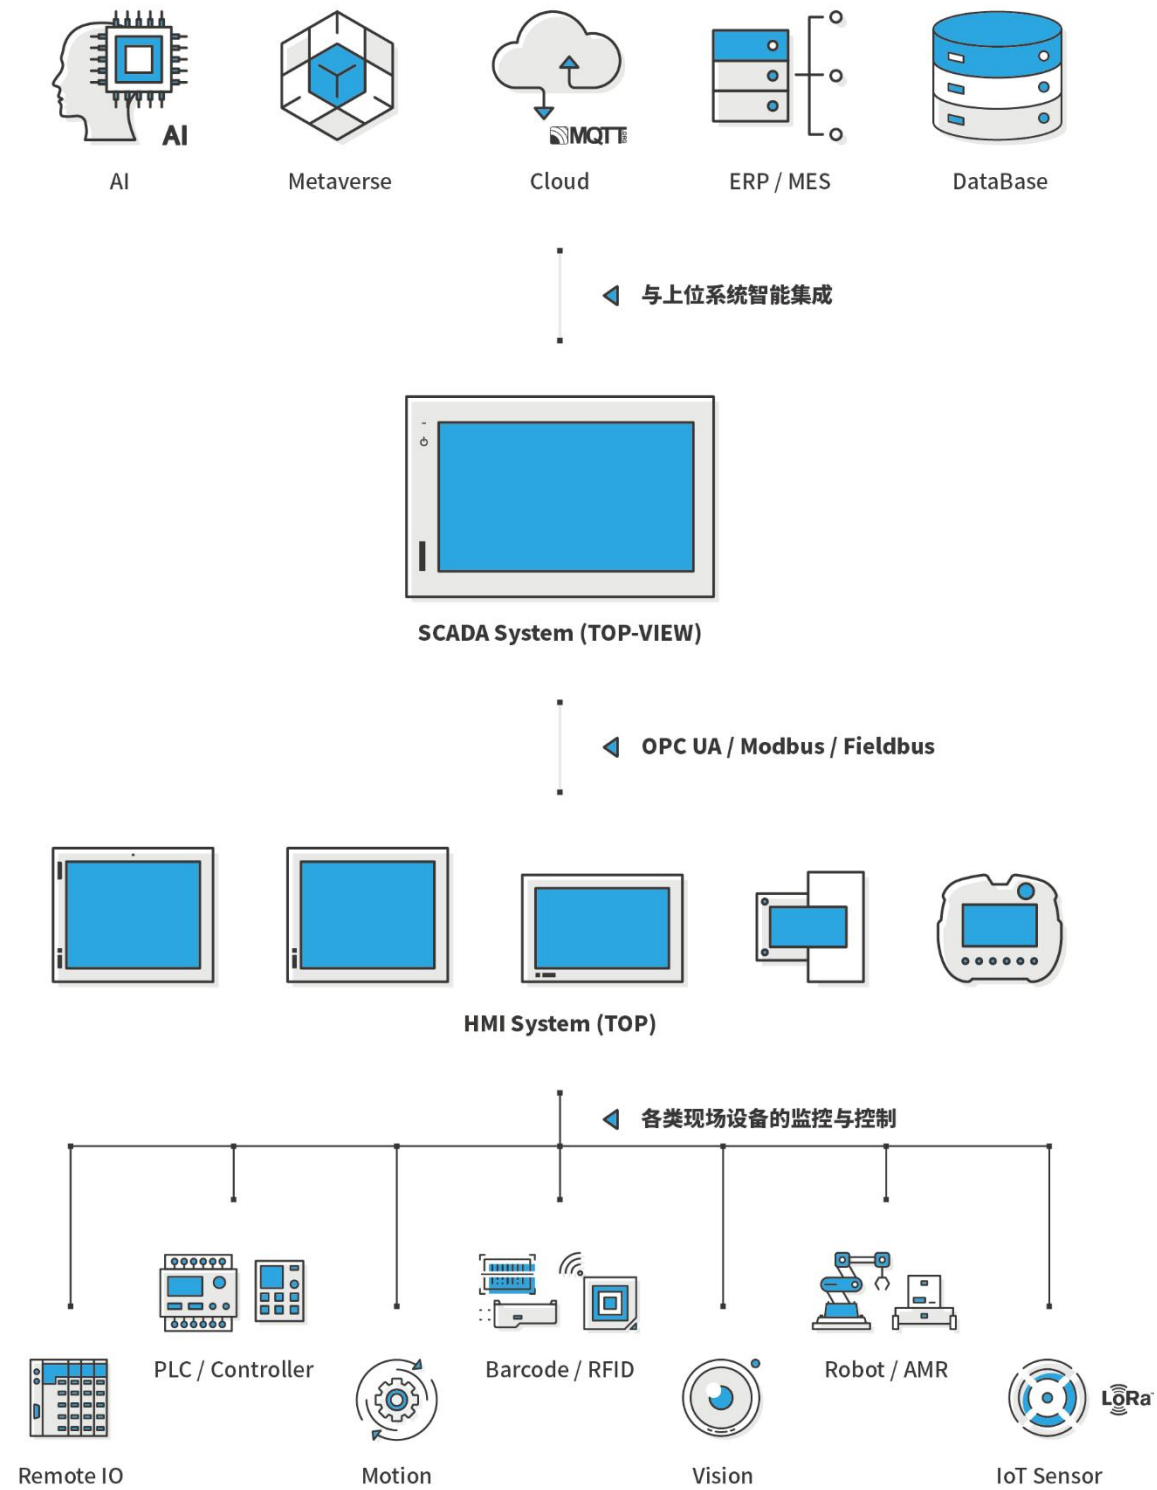 AI
MQTT
AI
Metaverse
Cloud
ERP / MES
DataBase
与上位系统智能集成
SCADA System (TOP-VIEW)
OPC UA / Modbus / Fieldbus
HMI System (TOP)
各类现场设备的监控与控制
PLC / Controller
Barcode / RFID
Robot / AMR
LoRa
Remote IO
Motion
Vision
IoT Sensor